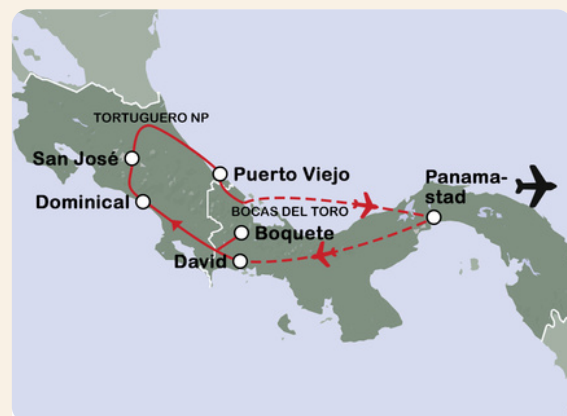 TORTUGUERO NP
San José
Puerto Viejo
Panama-
stad
Dominical
BOCAS DEL TORO
Boquete
David